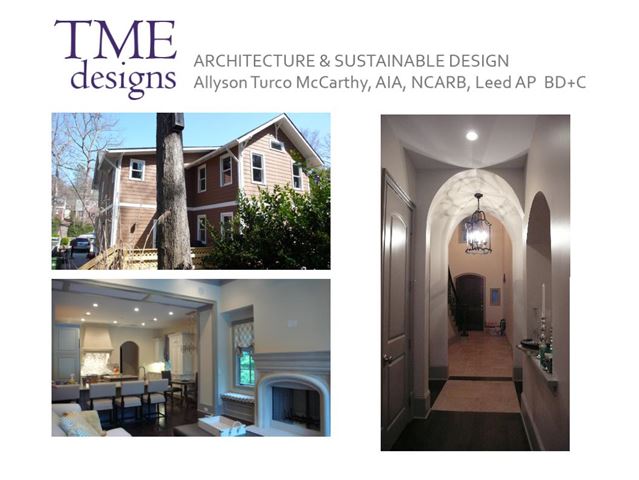 TME
designs
ARCHITECTURE & SUSTAINABLE DESIGN
Allyson Turco McCarthy, AIA, NCARB, Leed AP BD+C